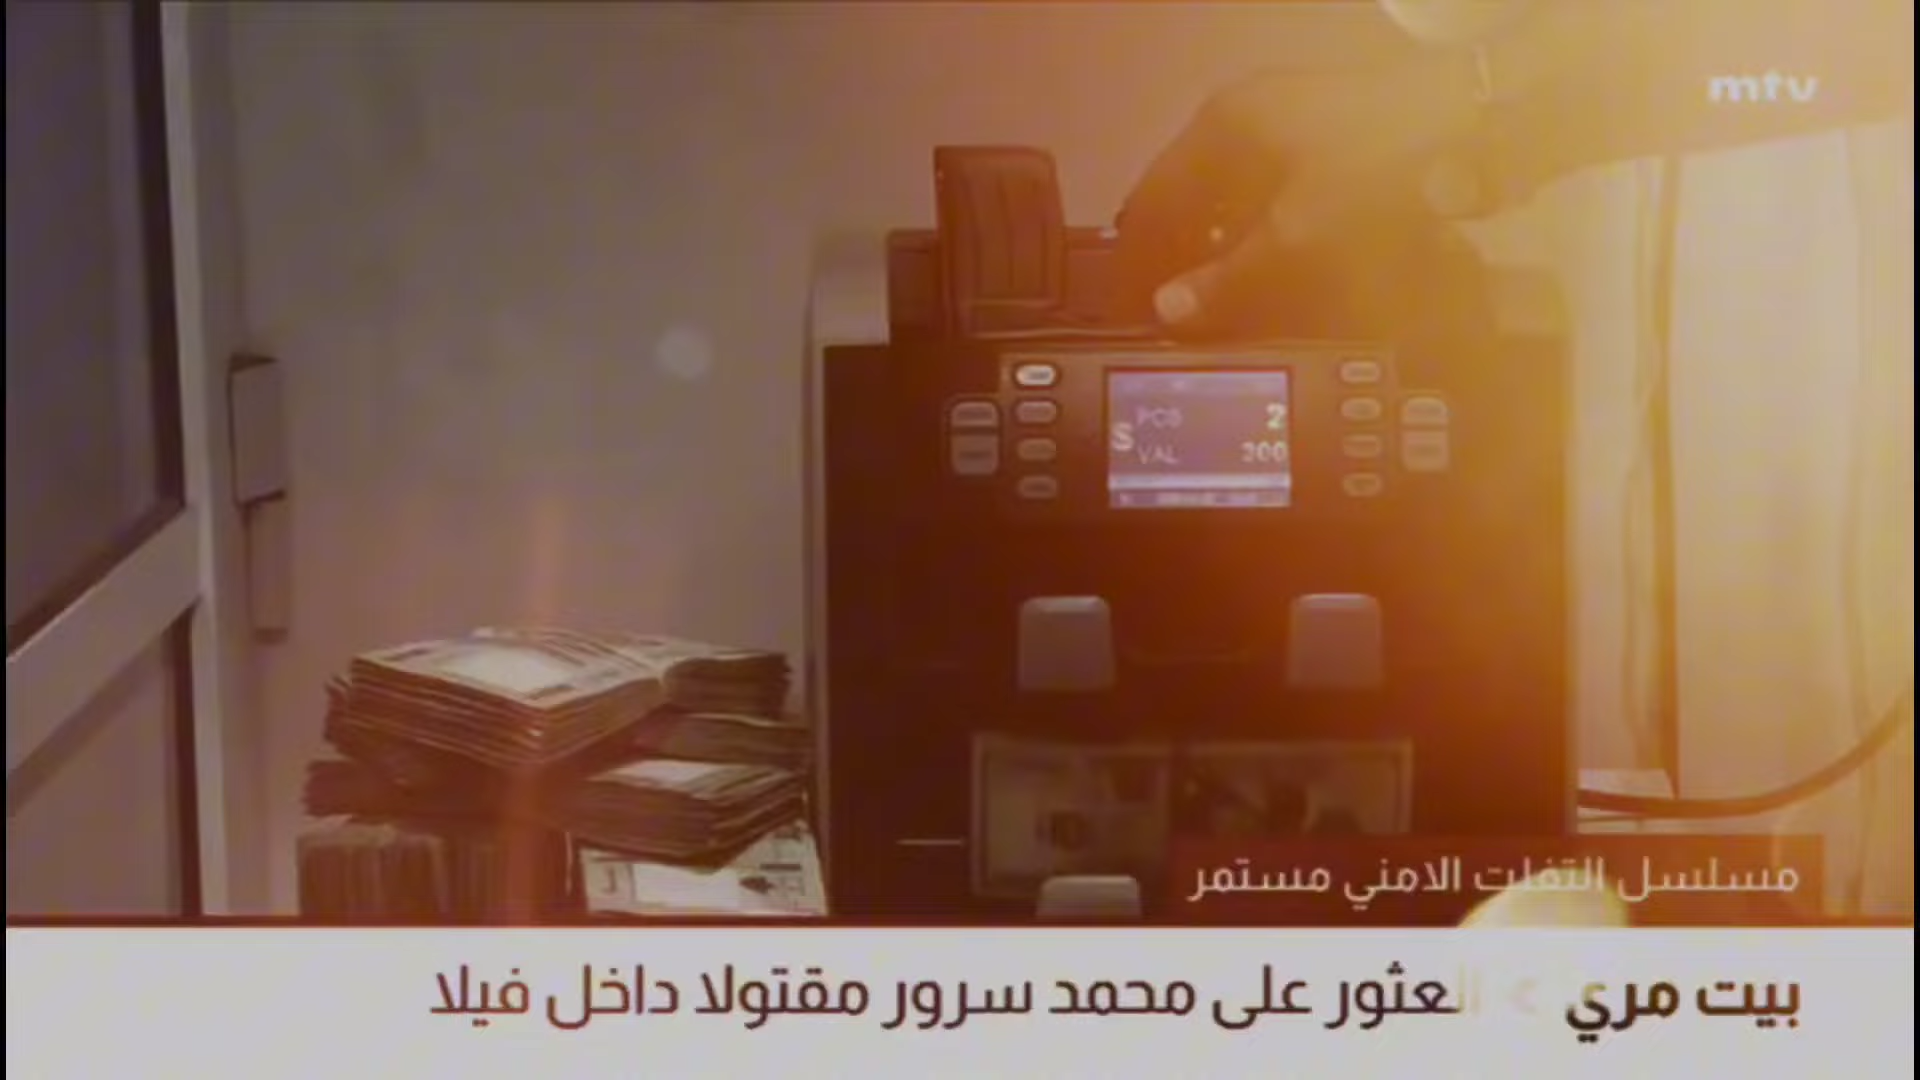 mtv
PCS 2
S
VAL 200
مسلسل التفلت الامني مستمر
بيت مري > العثور على محمد سرور مقتولا داخل فيلا